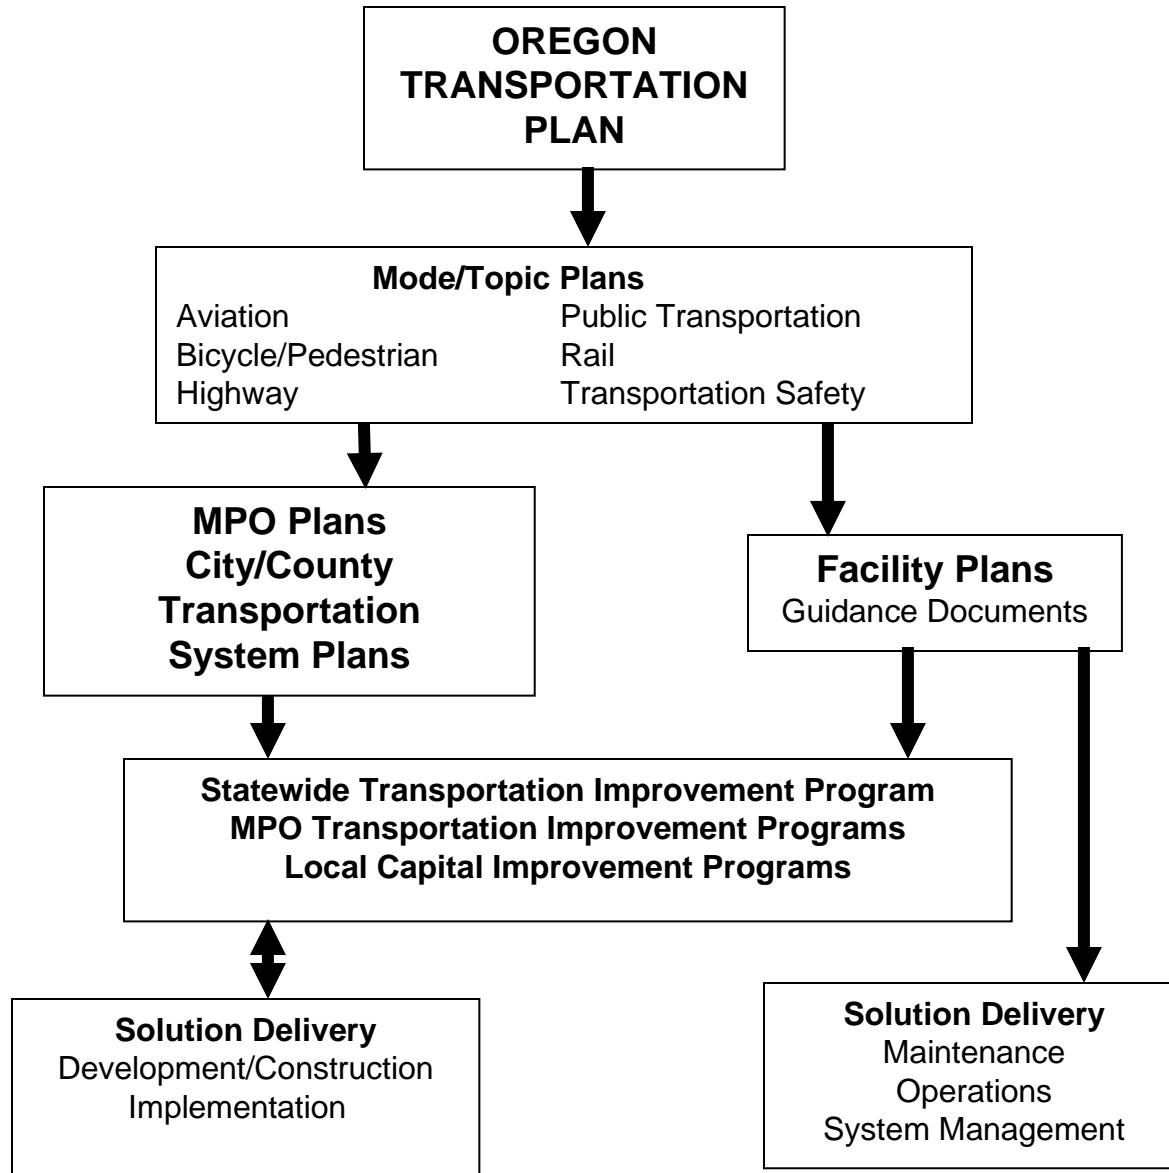 OREGON
TRANSPORTATION
PLAN
Mode/Topic Plans
Aviation
Bicycle/Pedestrian
Highway
Public Transportation
Rail
Transportation Safety
MPO Plans
City/County
Transportation
System Plans
Facility Plans
Guidance Documents
Statewide Transportation Improvement Program
MPO Transportation Improvement Programs
Local Capital Improvement Programs
Solution Delivery
Development/Construction
Implementation
Solution Delivery
Maintenance
Operations
System Management